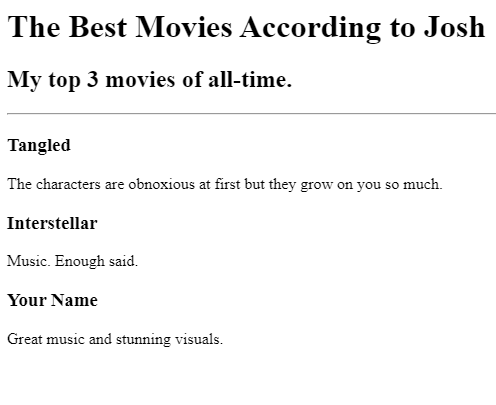 The Best Movies According to Josh
My top 3 movies of all-time.
Tangled
The characters are obnoxious at first but they grow on you so much.
Interstellar
Music. Enough said.
Your Name
Great music and stunning visuals.